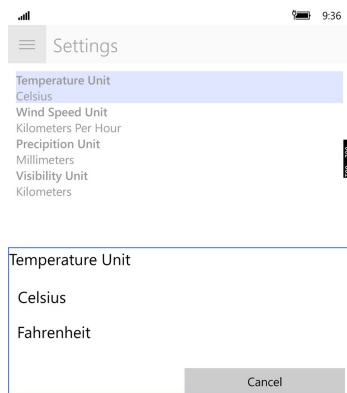 9:36
Settings
Temperature Unit
Celsius
Wind Speed Unit
Kilometers Per Hour
Precipition Unit
Millimeters
Visibility Unit
Kilometers
Temperature Unit
Celsius
Fahrenheit
Cancel